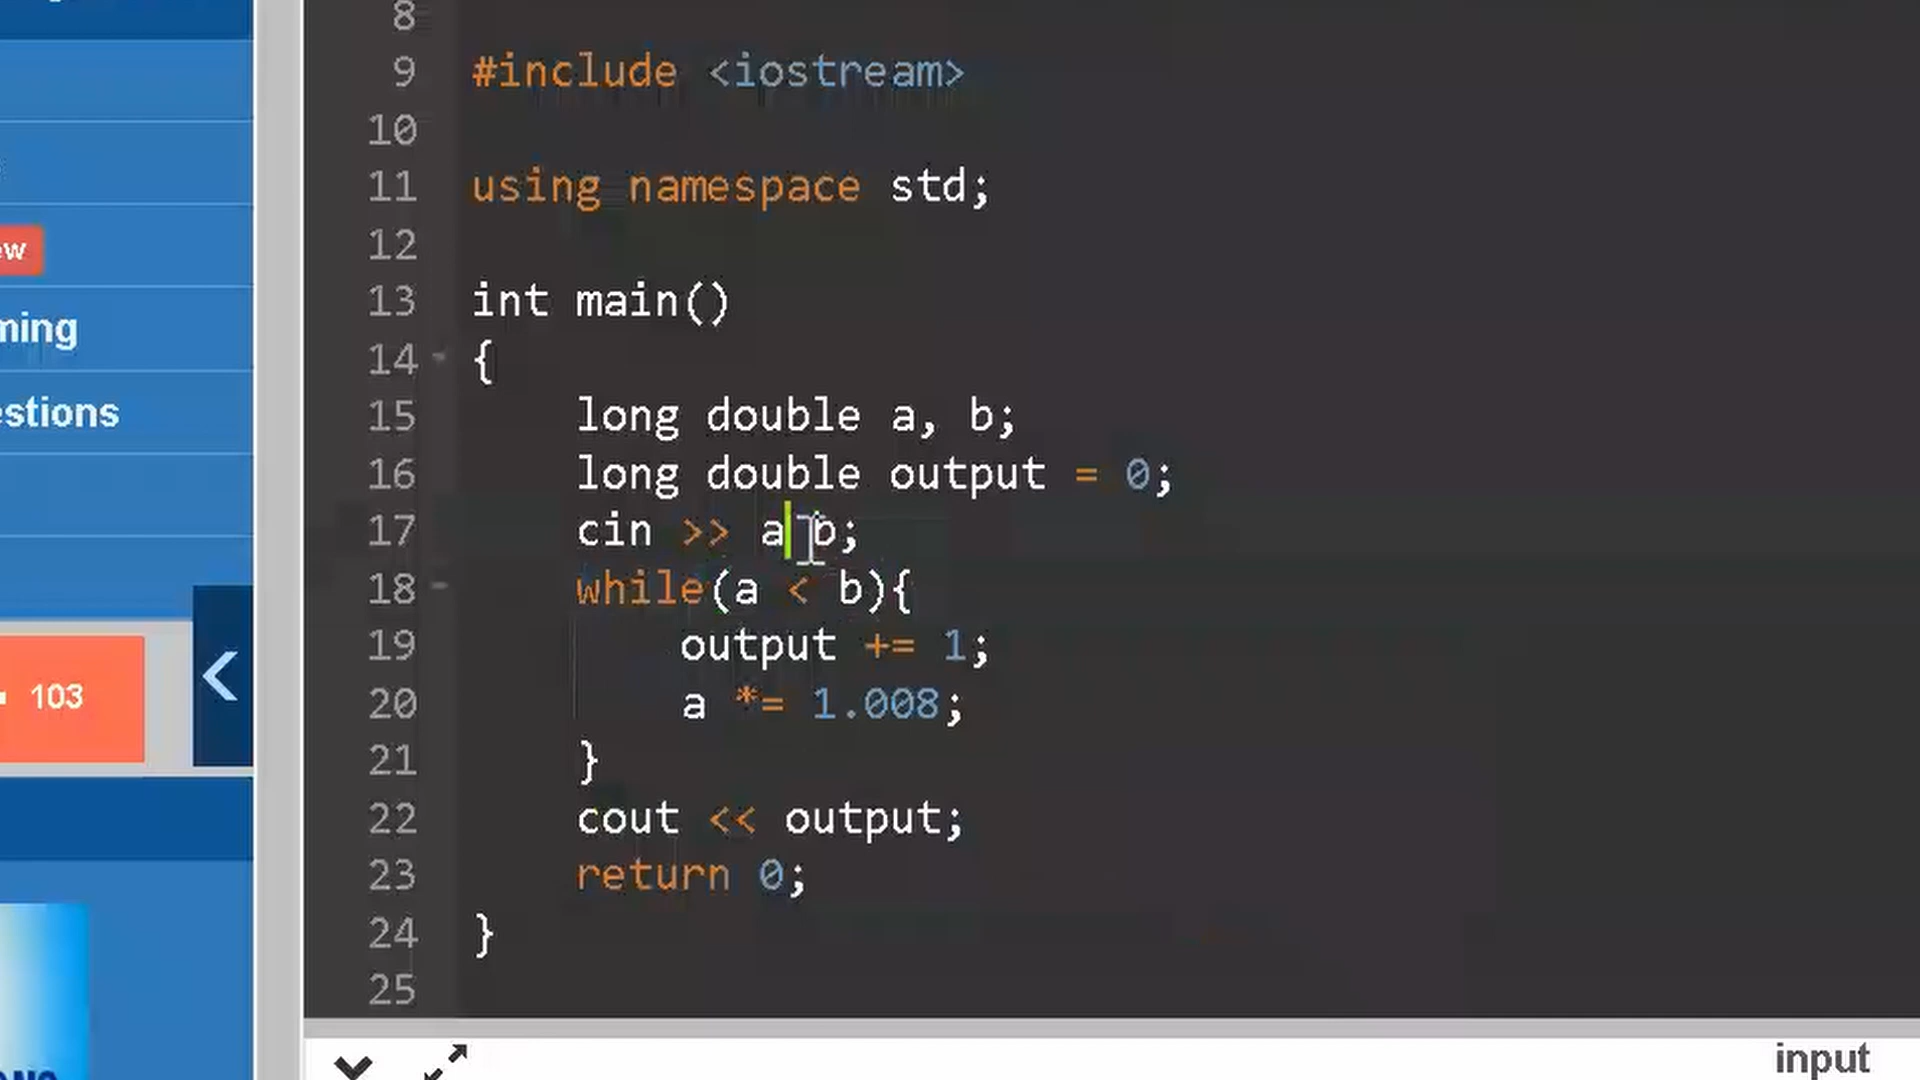 8
9 #include <iostream>
10
11 using namespace std;
12
13 int main()
14 {
15 long double a, b;
16 long double output = 0;
17 cin >> a b;
18 while(a < b){
19 output += 1;
20 a *= 1.008;
21 }
22 cout << output;
23 return 0;
24 }
25
ew
ming
estions
103
input